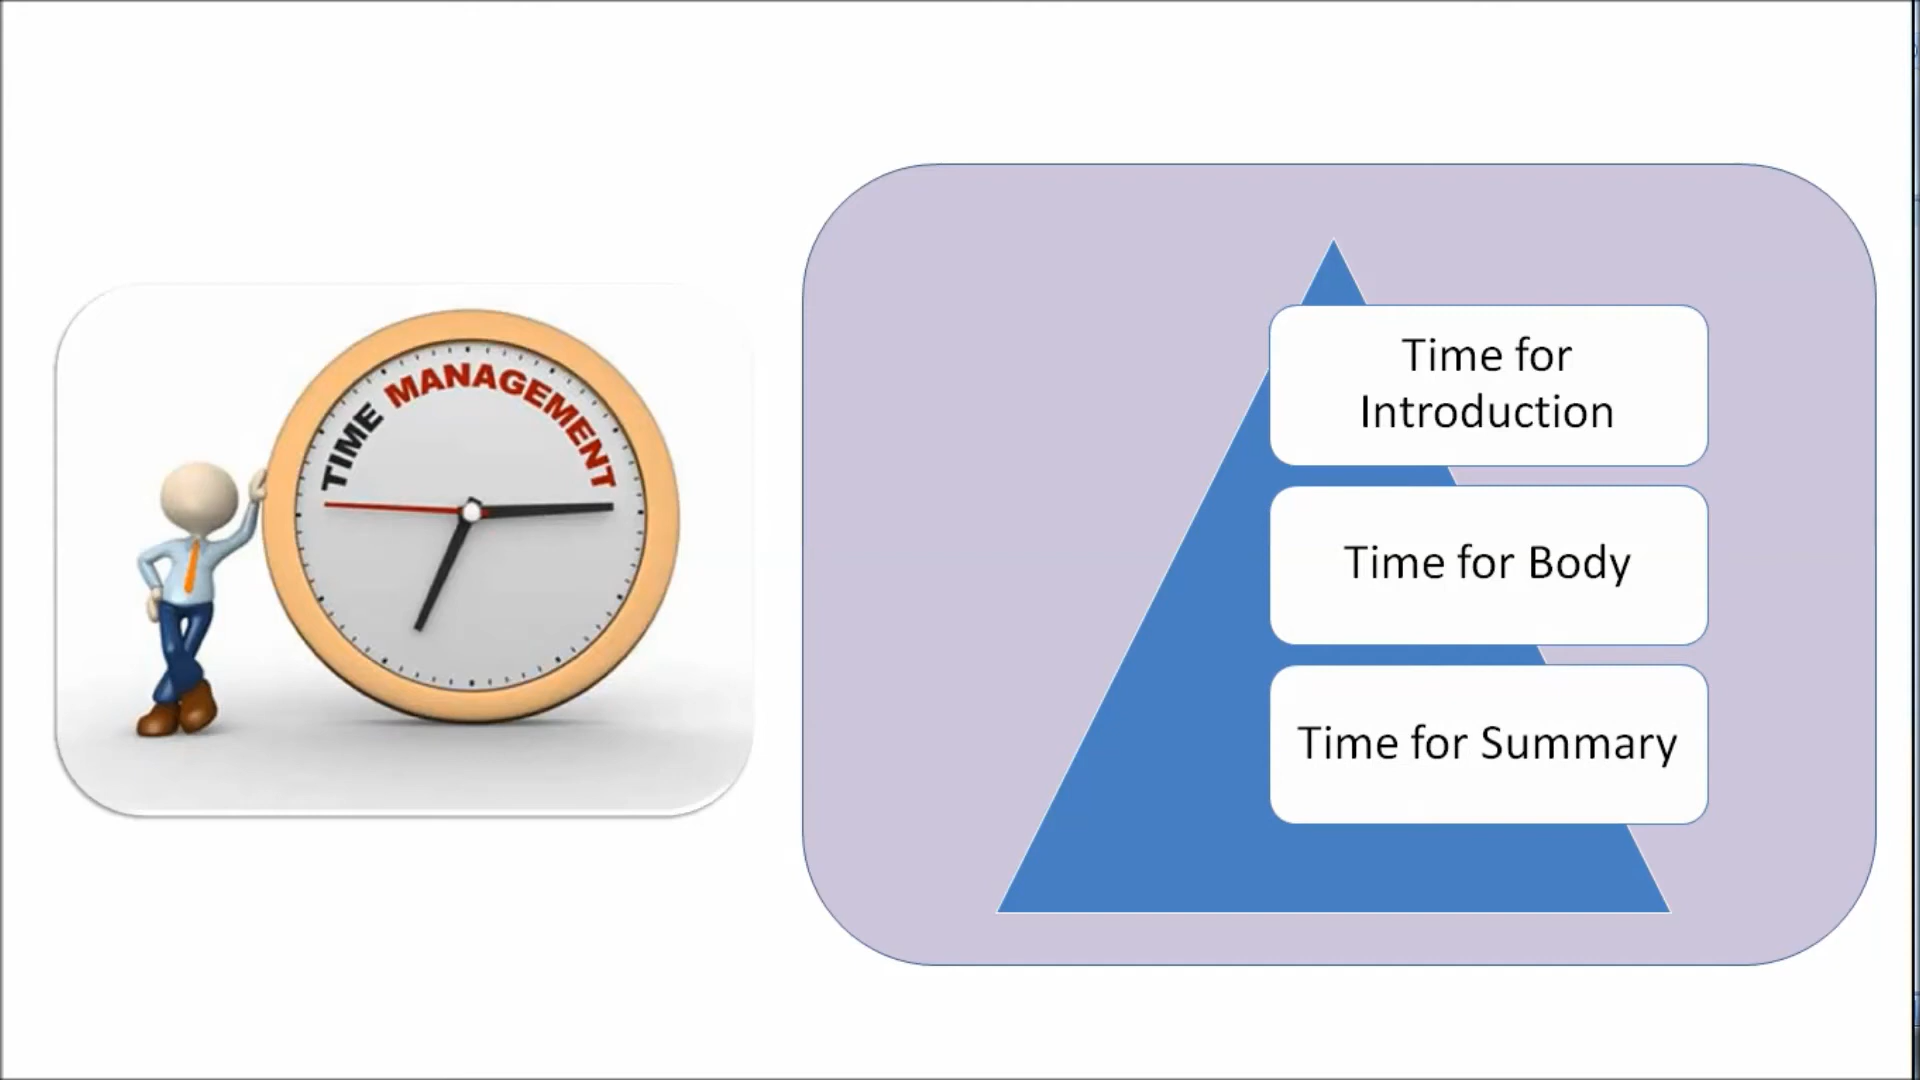 TIME MANAGEMENT
Time for
Introduction
Time for Body
Time for Summary